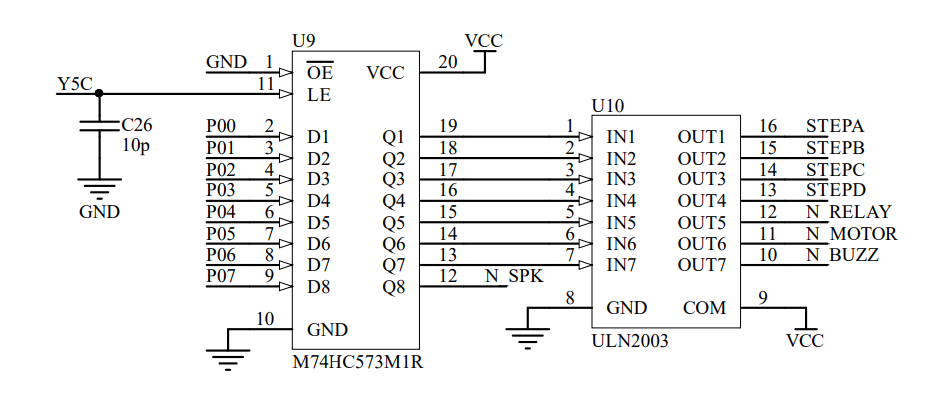 U9
VCC
GND 1 OE VCC 20
Y5C 11 LE
C26
10p
GND
P00 2 D1 Q1 19
P01 3 D2 Q2 18
P02 4 D3 Q3 17
P03 5 D4 Q4 16
P04 6 D5 Q5 15
P05 7 D6 Q6 14
P06 8 D7 Q7 13
P07 9 D8 Q8 12 N SPK
10 GND
M74HC573M1R
U10
1 IN1 OUT1 16 STEPA
2 IN2 OUT2 15 STEPB
3 IN3 OUT3 14 STEPC
4 IN4 OUT4 13 STEPD
5 IN5 OUT5 12 N RELAY
6 IN6 OUT6 11 N MOTOR
7 IN7 OUT7 10 N BUZZ
8 GND COM 9
ULN2003
VCC